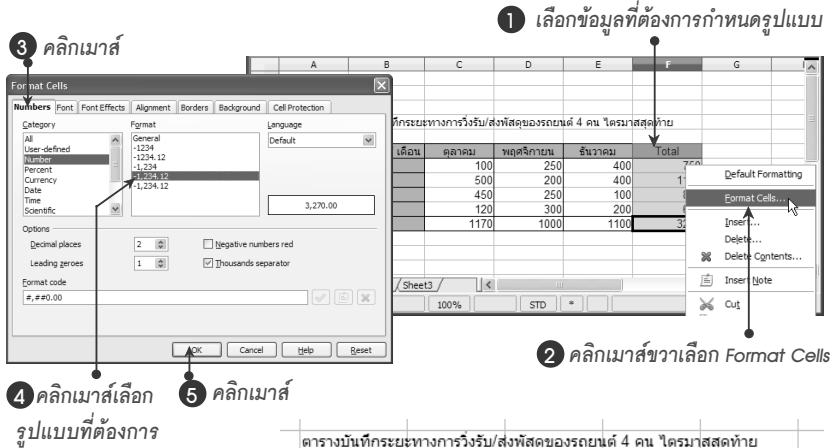 1 เลือกข้อมูลที่ต้องการกำหนดรูปแบบ
3 คลิกเมาส์
A B C D E F G
Format Cells
Numbers Font Font Effects Alignment Borders Background Cell Protection
Category Format Language
All
User-defined
Number
Percent
Currency
Date
Time
Scientific
General
-1234
-1234.12
-1,234
-1,234.12
-1,234.12
Default
3,270.00
Options
Decimal places 2 Negative numbers red
Leading zeroes 1 Thousands separator
Format code
#,##0.00
OK Cancel Help Reset
ทึกระยะทางการวิ่งรับ/ส่งพัสดุของรถยนต์ 4 คน ไตรมาสสุดท้าย
เดือน ตุลาคม พฤศจิกายน ธันวาคม Total
100 250 400 750
500 200 400
450 250 100
120 300 200
1170 1000 1100
Default Formatting
Format Cells...
Insert...
Delete...
Delete Contents...
Insert Note
Cut
Sheet3
100% STD *
2 คลิกเมาส์ขวาเลือก Format Cells
4 คลิกเมาส์เลือก
รูปแบบที่ต้องการ
5 คลิกเมาส์
ตารางบันทึกระยะทางการวิ่งรับ/ส่งพัสดุของรถยนต์ 4 คน ไตรมาสสุดท้าย